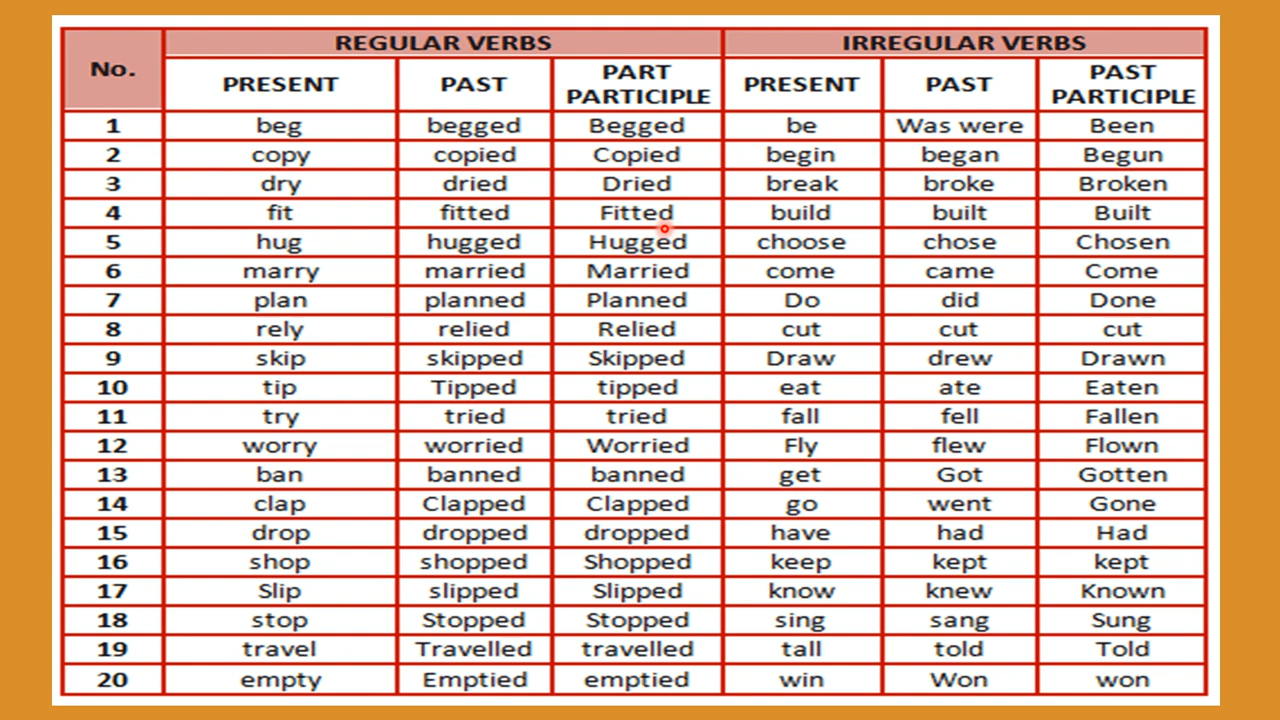 No. REGULAR VERBS IRREGULAR VERBS
PRESENT PAST PART PARTICIPLE PRESENT PAST PAST PARTICIPLE
1 beg begged Begged be Was were Been
2 copy copied Copied begin began Begun
3 dry dried Dried break broke Broken
4 fit fitted Fitted build built Built
5 hug hugged Hugged choose chose Chosen
6 marry married Married come came Come
7 plan planned Planned Do did Done
8 rely relied Relied cut cut cut
9 skip skipped Skipped Draw drew Drawn
10 tip Tipped tipped eat ate Eaten
11 try tried tried fall fell Fallen
12 worry worried Worried Fly flew Flown
13 ban banned banned get Got Gotten
14 clap Clapped Clapped go went Gone
15 drop dropped dropped have had Had
16 shop shopped Shopped keep kept kept
17 Slip slipped Slipped know knew Known
18 stop Stopped Stopped sing sang Sung
19 travel Travelled travelled tall told Told
20 empty Emptied emptied win Won won